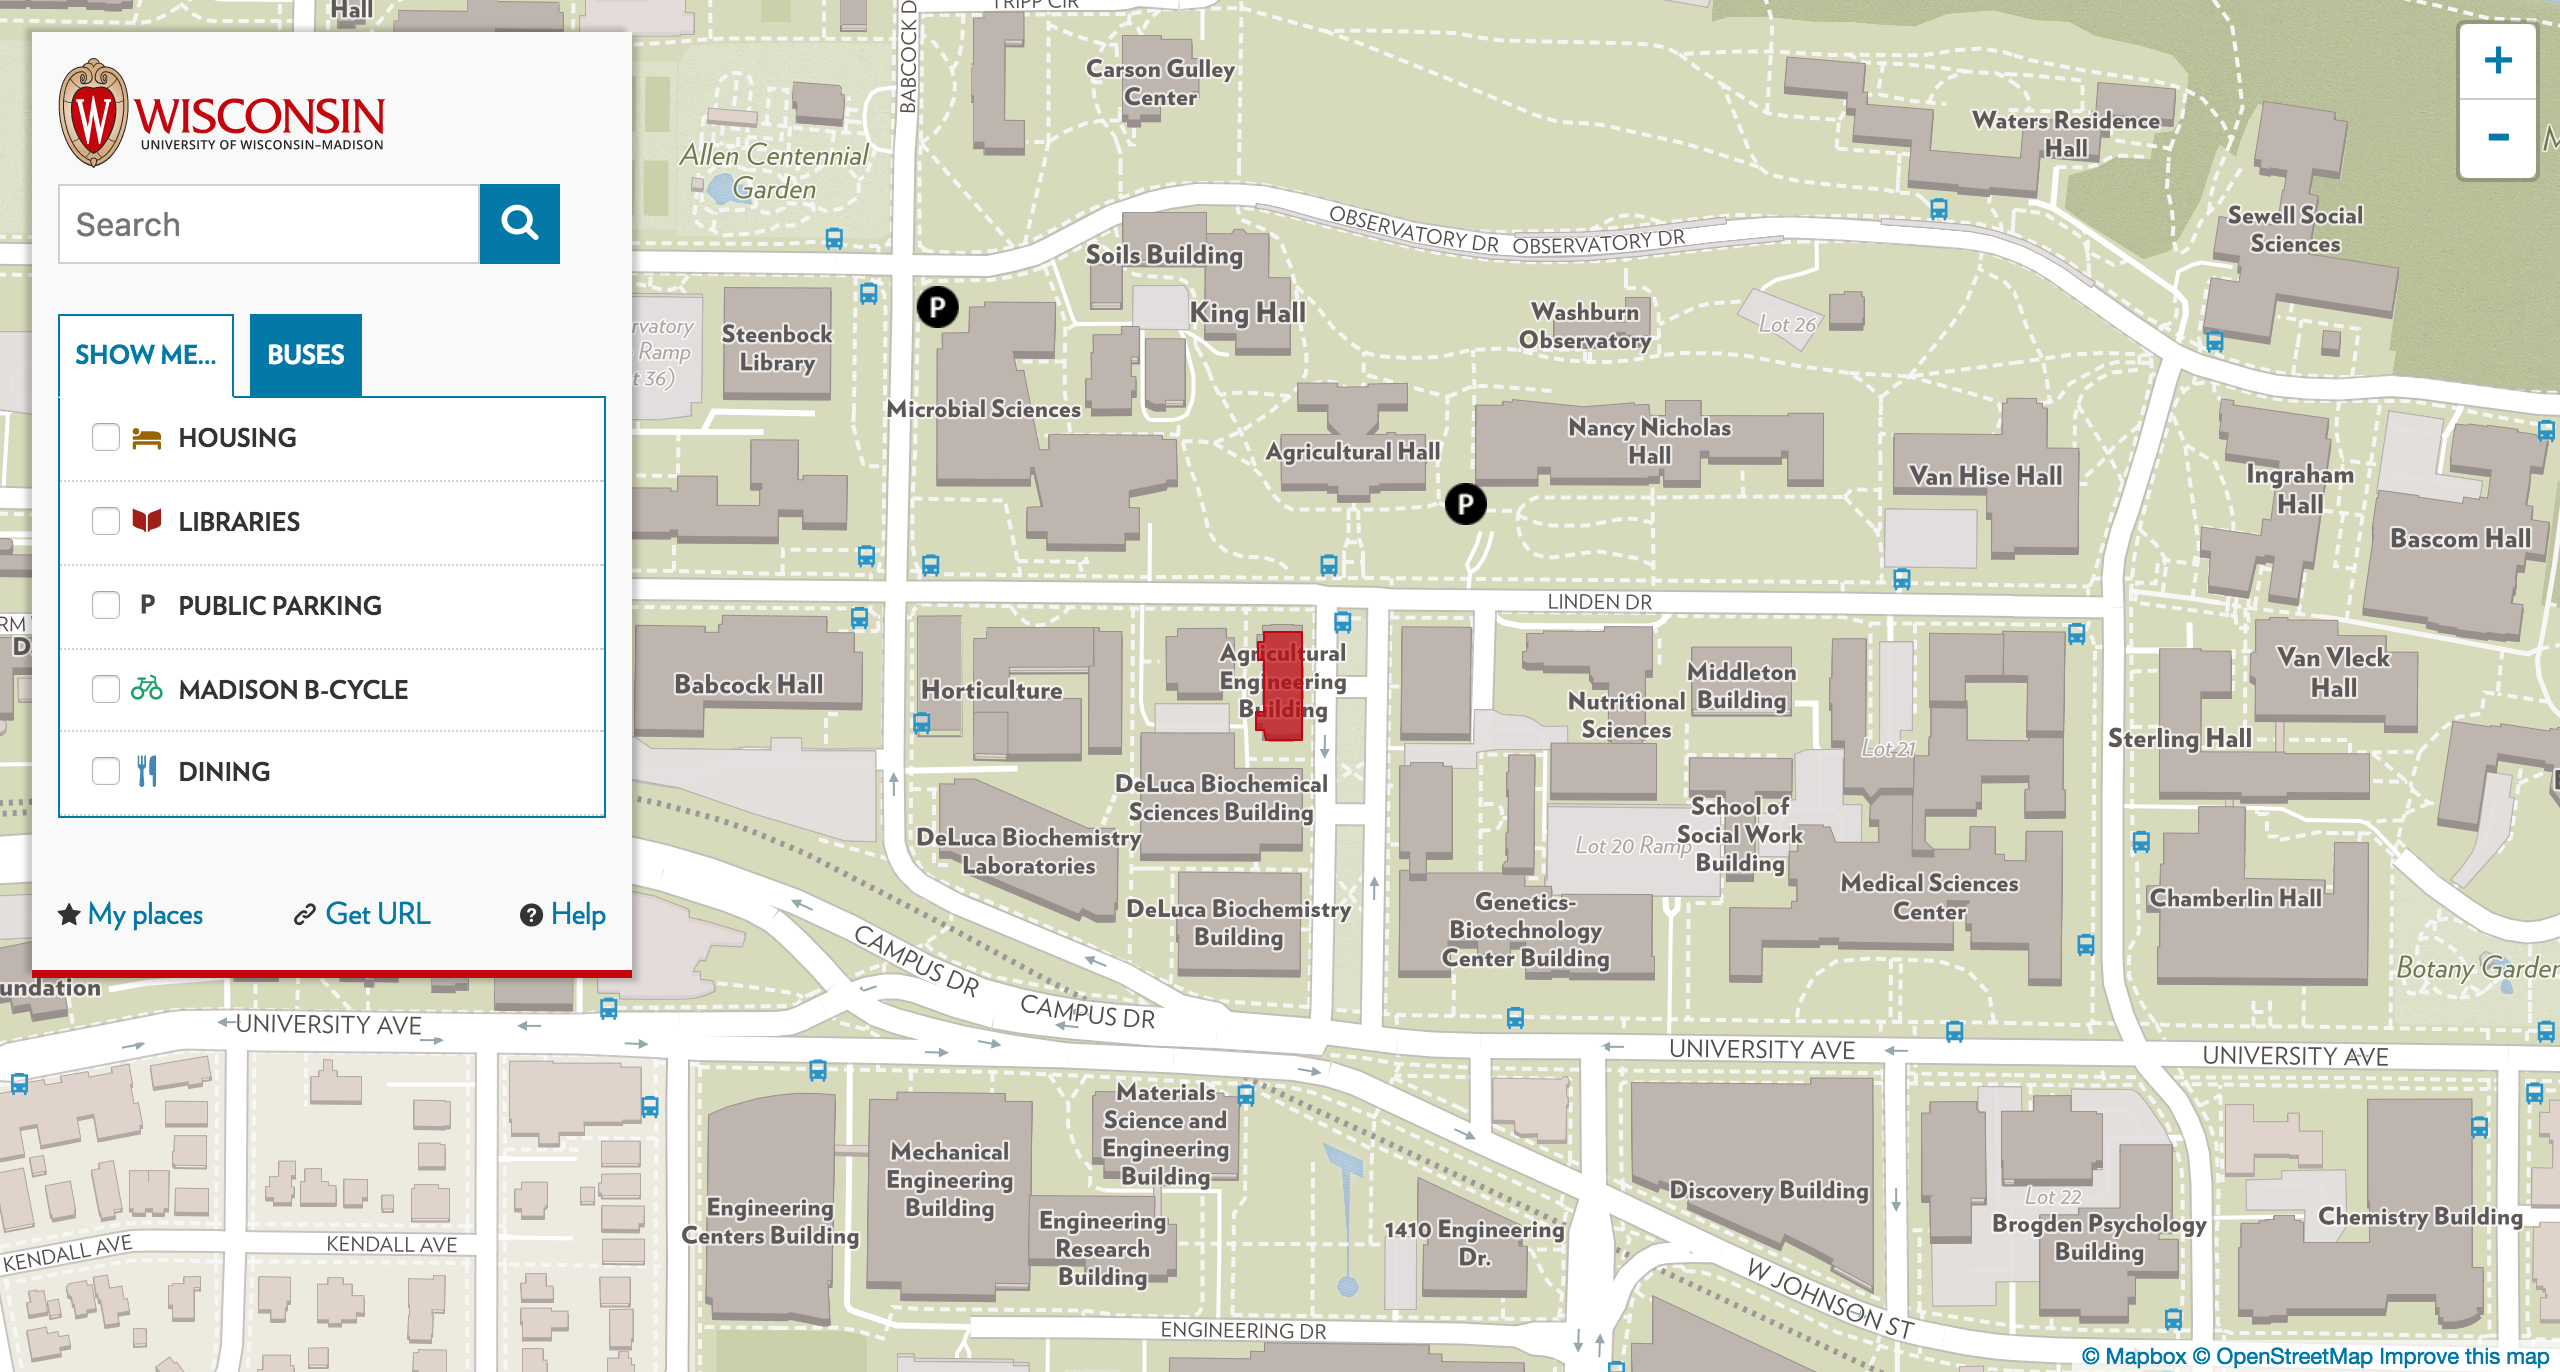 Hall
WISCONSIN
UNIVERSITY OF WISCONSIN–MADISON
Search
SHOW ME...
BUSES
HOUSING
LIBRARIES
P PUBLIC PARKING
MADISON B-CYCLE
DINING
My places
Get URL
? Help
undation
TRIPP CIR
BABCOCK D
Carson Gulley
Center
Allen Centennial
Garden
Waters Residence
Hall
Sewell Social
Sciences
+
−
OBSERVATORY DR
OBSERVATORY DR
Soils Building
King Hall
P
rvatory
Ramp
t 36)
Steenbock
Library
Washburn
Observatory
Lot 26
Microbial Sciences
Agricultural Hall
Nancy Nicholas
Hall
P
Van Hise Hall
Ingraham
Hall
Bascom Hall
LINDEN DR
Babcock Hall
Horticulture
Agricultural
Engineering
Building
Nutritional
Sciences
Middleton
Building
Lot 21
Van Vleck
Hall
Sterling Hall
DeLuca Biochemical
Sciences Building
DeLuca Biochemistry
Laboratories
Lot 20 Ramp
School of
Social Work
Building
DeLuca Biochemistry
Building
Genetics-
Biotechnology
Center Building
Medical Sciences
Center
Chamberlin Hall
Botany Garden
CAMPUS DR
CAMPUS DR
UNIVERSITY AVE
UNIVERSITY AVE
UNIVERSITY AVE
Materials
Science and
Engineering
Building
Mechanical
Engineering
Building
Engineering
Centers Building
Engineering
Research
Building
1410 Engineering
Dr.
Discovery Building
Lot 22
Brogden Psychology
Building
Chemistry Building
KENDALL AVE
KENDALL AVE
W JOHNSON ST
ENGINEERING DR
© Mapbox © OpenStreetMap Improve this map